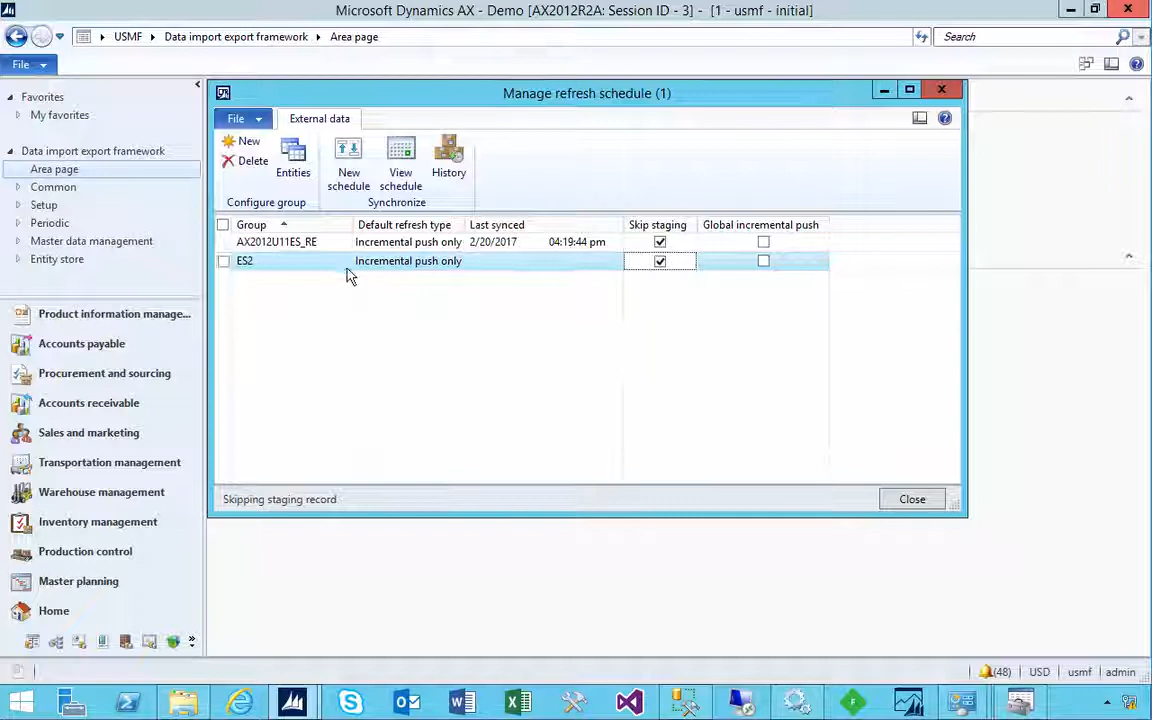 Microsoft Dynamics AX - Demo [AX2012R2A: Session ID - 3] - [1 - usmf - initial]
USMF
Data import export framework
Area page
Search
File
Favorites
My favorites
Data import export framework
Area page
Common
Setup
Periodic
Master data management
Entity store
Product information manage...
Accounts payable
Procurement and sourcing
Accounts receivable
Sales and marketing
Transportation management
Warehouse management
Inventory management
Production control
Master planning
Home
Manage refresh schedule (1)
File
External data
New
Delete
Entities
Configure group
New schedule
View schedule
History
Synchronize
Group Default refresh type Last synced Skip staging Global incremental push
AX2012U11ES_RE Incremental push only 2/20/2017 04:19:44 pm
ES2 Incremental push only
Skipping staging record
Close
(48) USD usmf admin